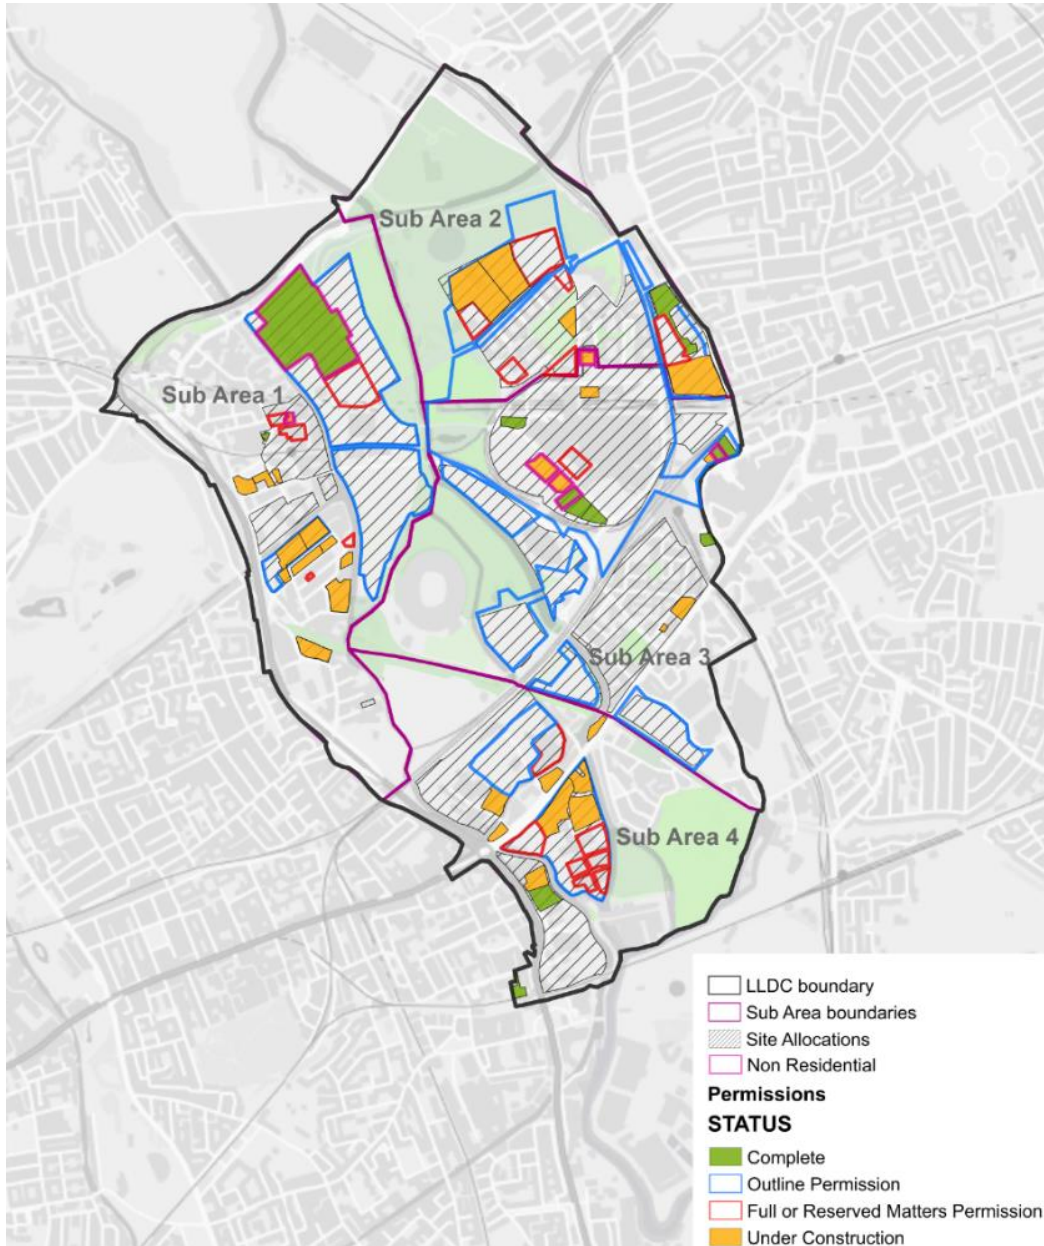 Sub Area 2
Sub Area 1
Sub Area 3
Sub Area 4
LLDC boundary
Sub Area boundaries
Site Allocations
Non Residential
Permissions
STATUS
Complete
Outline Permission
Full or Reserved Matters Permission
Under Construction